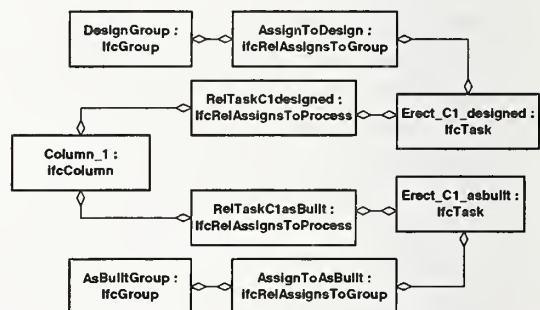 DesignGroup :
IfcGroup
AssignToDesign :
IfcRelAssignsToGroup
RelTaskC1designed :
IfcRelAssignsToProcess
Erect_C1_designed :
IfcTask
Column_1 :
IfcColumn
RelTaskC1asBuilt :
IfcRelAssignsToProcess
Erect_C1_asbuilt :
IfcTask
AsBuiltGroup :
IfcGroup
AssignToAsBuilt :
IfcRelAssignsToGroup